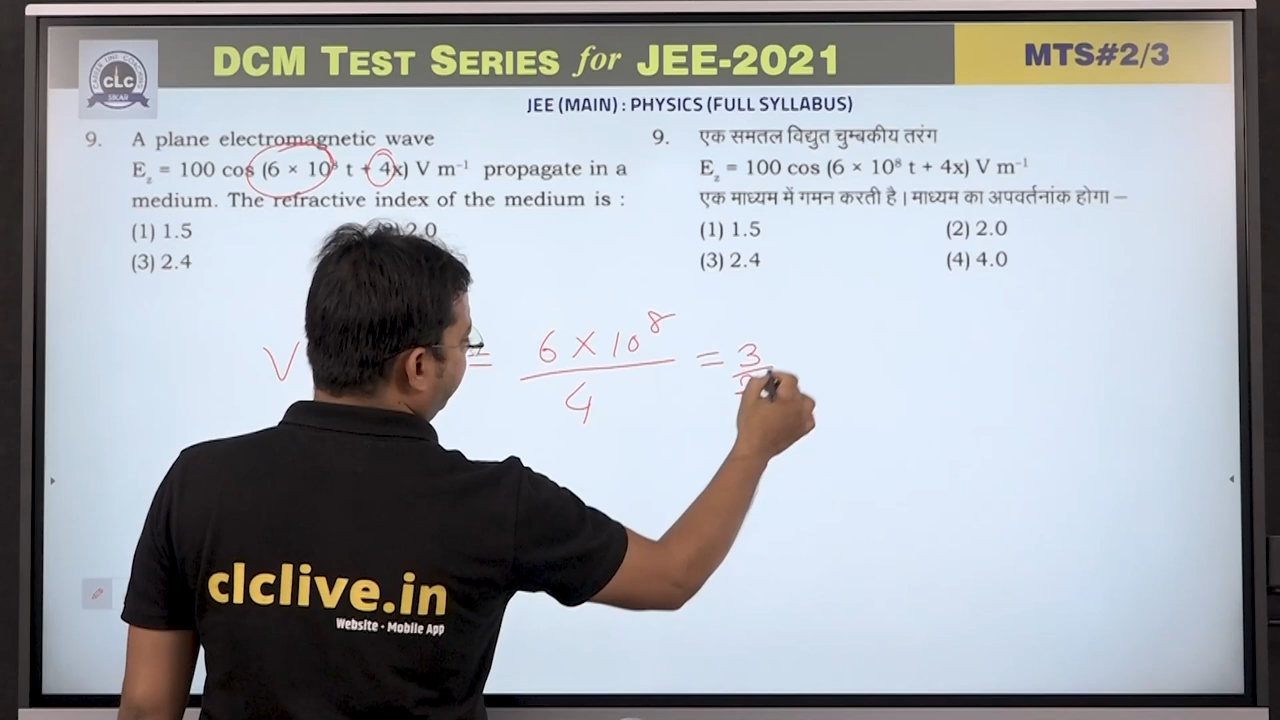 DCM TEST SERIES for JEE-2021
MTS#2/3
CLC
SIKAR
JEE (MAIN) : PHYSICS (FULL SYLLABUS)
9. A plane electromagnetic wave
E_z = 100 cos (6 × 10⁸ t + 4x) V m⁻¹ propagate in a
medium. The refractive index of the medium is :
(1) 1.5 2.0
(3) 2.4
9. एक समतल विद्युत चुम्बकीय तरंग
E_z = 100 cos (6 × 10⁸ t + 4x) V m⁻¹
एक माध्यम में गमन करती है। माध्यम का अपवर्तनांक होगा –
(1) 1.5 (2) 2.0
(3) 2.4 (4) 4.0
V = 6 × 10⁸ / 4 = 3 /
clclive.in
Website - Mobile App